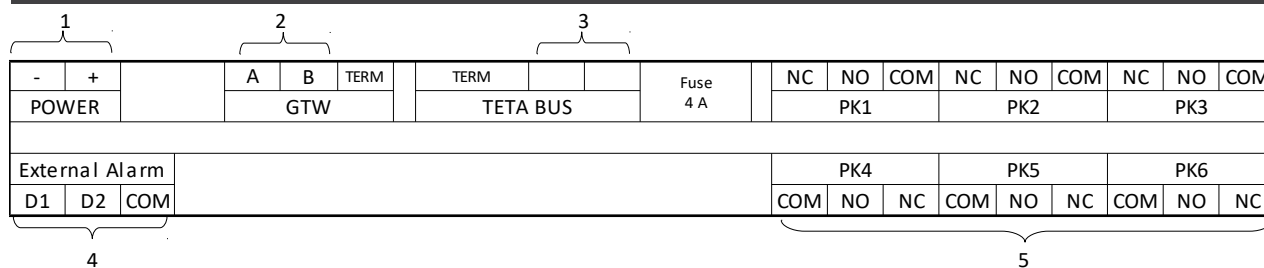 1 2 3
- + A B TERM TERM Fuse 4 A NC NO COM NC NO COM NC NO COM
POWER GTW TETA BUS PK1 PK2 PK3
External Alarm PK4 PK5 PK6
D1 D2 COM COM NO NC COM NO NC COM NO NC
4 5